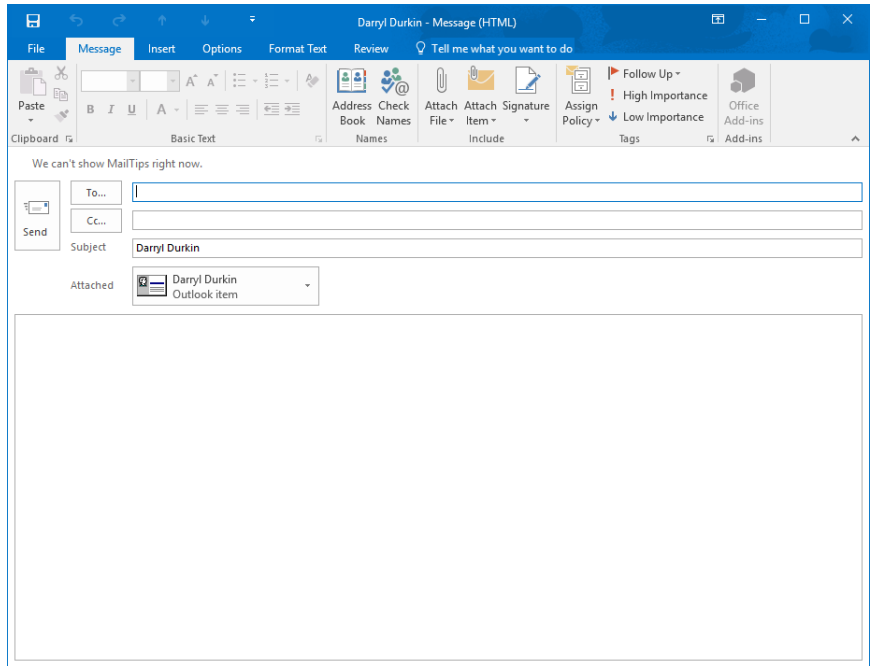 Darryl Durkin - Message (HTML)
File Message Insert Options Format Text Review Tell me what you want to do
Paste
Clipboard
B I U A A A
Basic Text
Address Book
Check Names
Names
Attach File
Attach Item
Signature
Include
Assign Policy
Follow Up
High Importance
Low Importance
Tags
Office Add-ins
Add-ins
We can't show MailTips right now.
Send
To...
Cc...
Subject Darryl Durkin
Attached Darryl Durkin
Outlook item